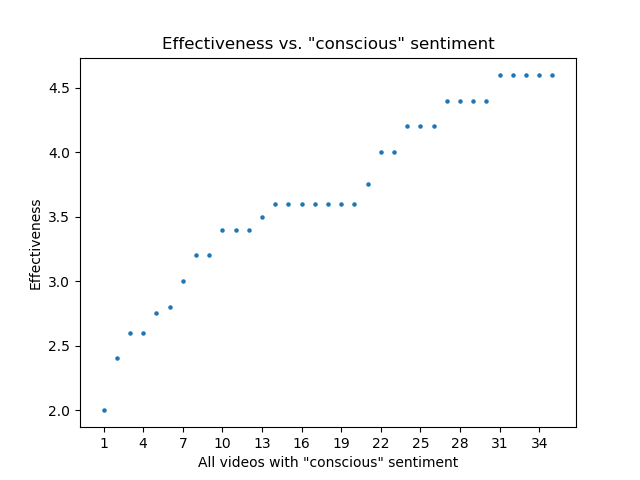 Effectiveness vs. "conscious" sentiment
4.5
4.0
3.5
3.0
2.5
2.0
Effectiveness
1 4 7 10 13 16 19 22 25 28 31 34
All videos with "conscious" sentiment